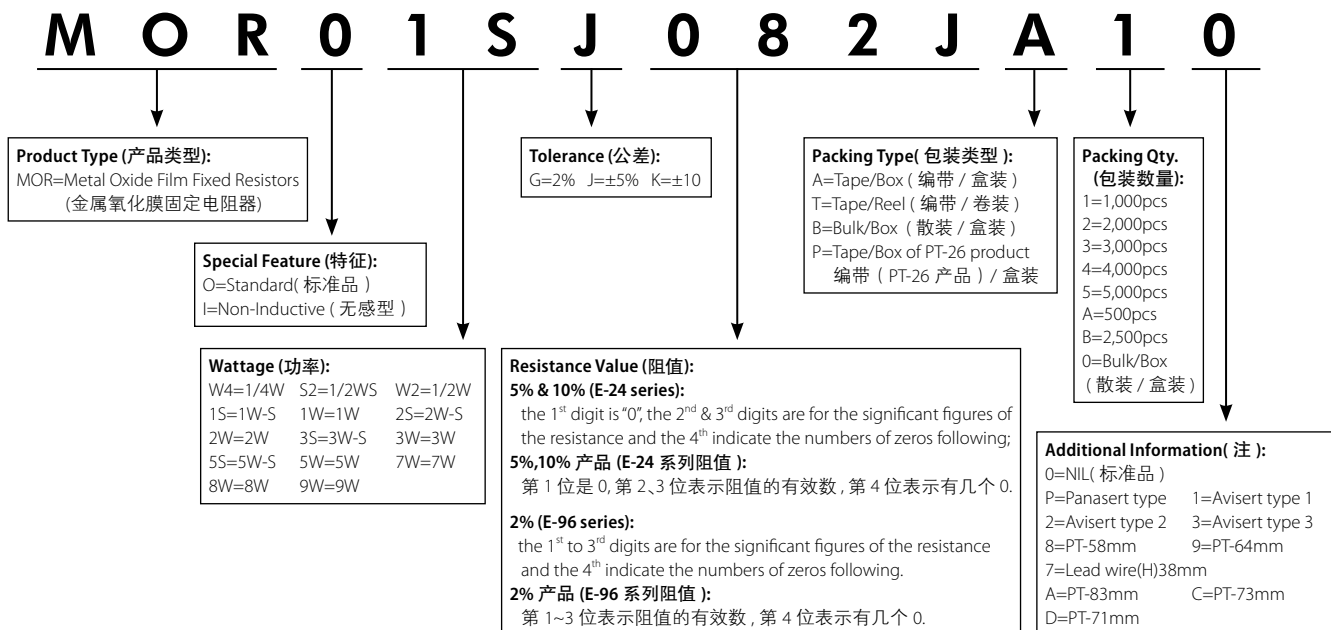 M O R 0 1 S J 0 8 2 J A 1 0
Product Type (产品类型):
MOR=Metal Oxide Film Fixed Resistors
(金属氧化膜固定电阻器)
Special Feature (特征):
O=Standard( 标准品 )
I=Non-Inductive ( 无感型 )
Wattage (功率):
W4=1/4W S2=1/2WS W2=1/2W
1S=1W-S 1W=1W 2S=2W-S
2W=2W 3S=3W-S 3W=3W
5S=5W-S 5W=5W 7W=7W
8W=8W 9W=9W
Tolerance (公差):
G=2% J=±5% K=±10
Resistance Value (阻值):
5% & 10% (E-24 series):
the 1st digit is "0", the 2nd & 3rd digits are for the significant figures of
the resistance and the 4th indicate the numbers of zeros following;
5%,10% 产品 (E-24 系列阻值 ):
第 1 位是 0, 第 2、3 位表示阻值的有效数 , 第 4 位表示有几个 0.
2% (E-96 series):
the 1st to 3rd digits are for the significant figures of the resistance
and the 4th indicate the numbers of zeros following.
2% 产品 (E-96 系列阻值 ):
第 1~3 位表示阻值的有效数 , 第 4 位表示有几个 0.
Packing Type( 包装类型 ):
A=Tape/Box ( 编带 / 盒装 )
T=Tape/Reel ( 编带 / 卷装 )
B=Bulk/Box ( 散装 / 盒装 )
P=Tape/Box of PT-26 product
编带 ( PT-26 产品 ) / 盒装
Packing Qty.
(包装数量):
1=1,000pcs
2=2,000pcs
3=3,000pcs
4=4,000pcs
5=5,000pcs
A=500pcs
B=2,500pcs
0=Bulk/Box
( 散装 / 盒装 )
Additional Information( 注 ):
0=NIL( 标准品 )
P=Panasert type 1=Avisert type 1
2=Avisert type 2 3=Avisert type 3
8=PT-58mm 9=PT-64mm
7=Lead wire(H)38mm
A=PT-83mm C=PT-73mm
D=PT-71mm